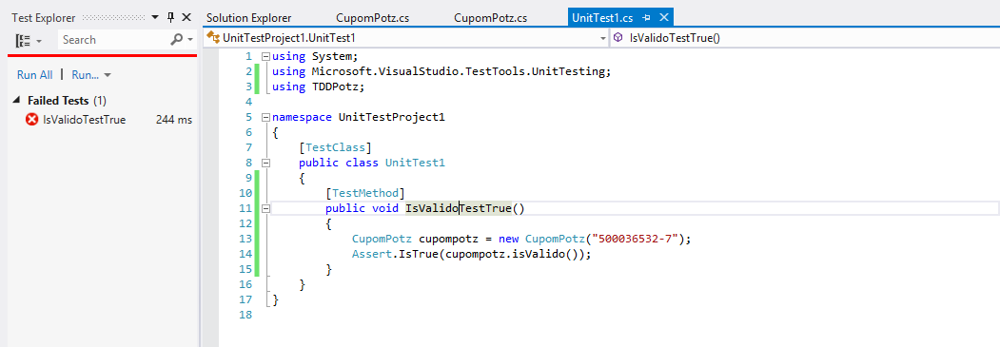 Test Explorer
Search
Run All | Run...
Failed Tests (1)
IsValidoTestTrue 244 ms
Solution Explorer CupomPotz.cs CupomPotz.cs UnitTest1.cs
UnitTestProject1.UnitTest1 IsValidoTestTrue()
1 using System;
2 using Microsoft.VisualStudio.TestTools.UnitTesting;
3 using TDDPotz;
4
5 namespace UnitTestProject1
6 {
7 [TestClass]
8 public class UnitTest1
9 {
10 [TestMethod]
11 public void IsValidoTestTrue()
12 {
13 CupomPotz cupompotz = new CupomPotz("500036532-7");
14 Assert.IsTrue(cupompotz.isValido());
15 }
16 }
17 }
18